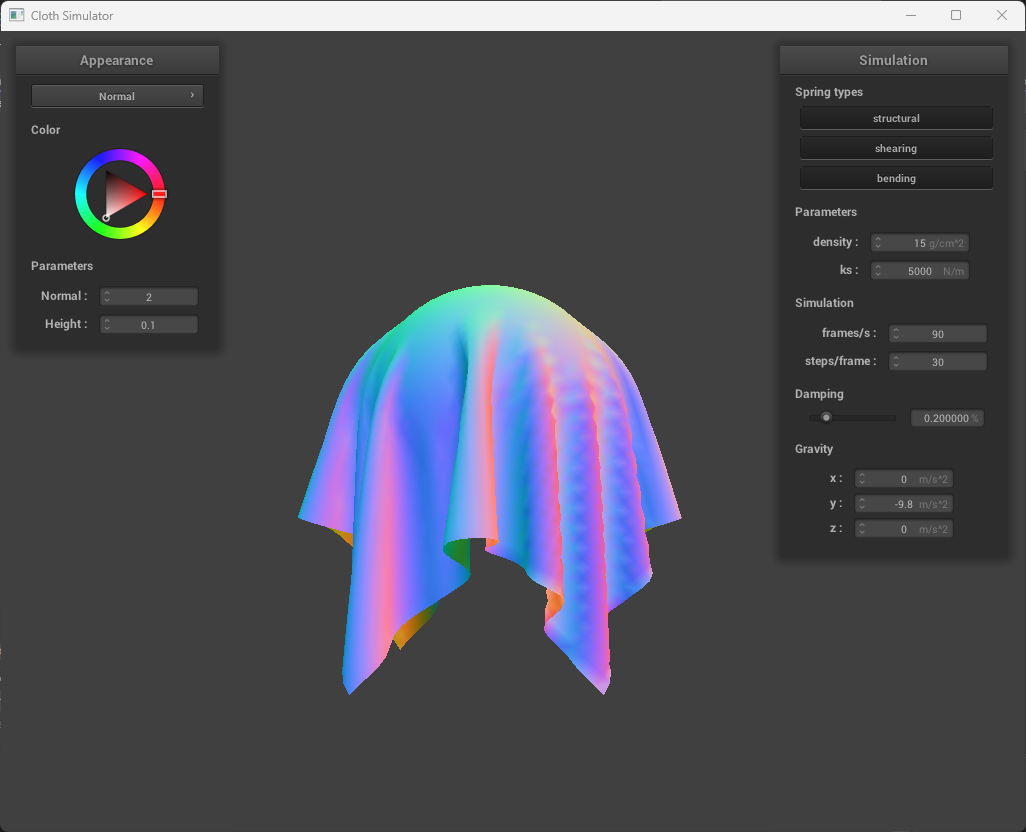 Cloth Simulator
Appearance
Normal
Color
Parameters
Normal : 2
Height : 0.1
Simulation
Spring types
structural
shearing
bending
Parameters
density : 15 g/cm^2
ks : 5000 N/m
Simulation
frames/s : 90
steps/frame : 30
Damping
0.200000 %
Gravity
x : 0 m/s^2
y : -9.8 m/s^2
z : 0 m/s^2